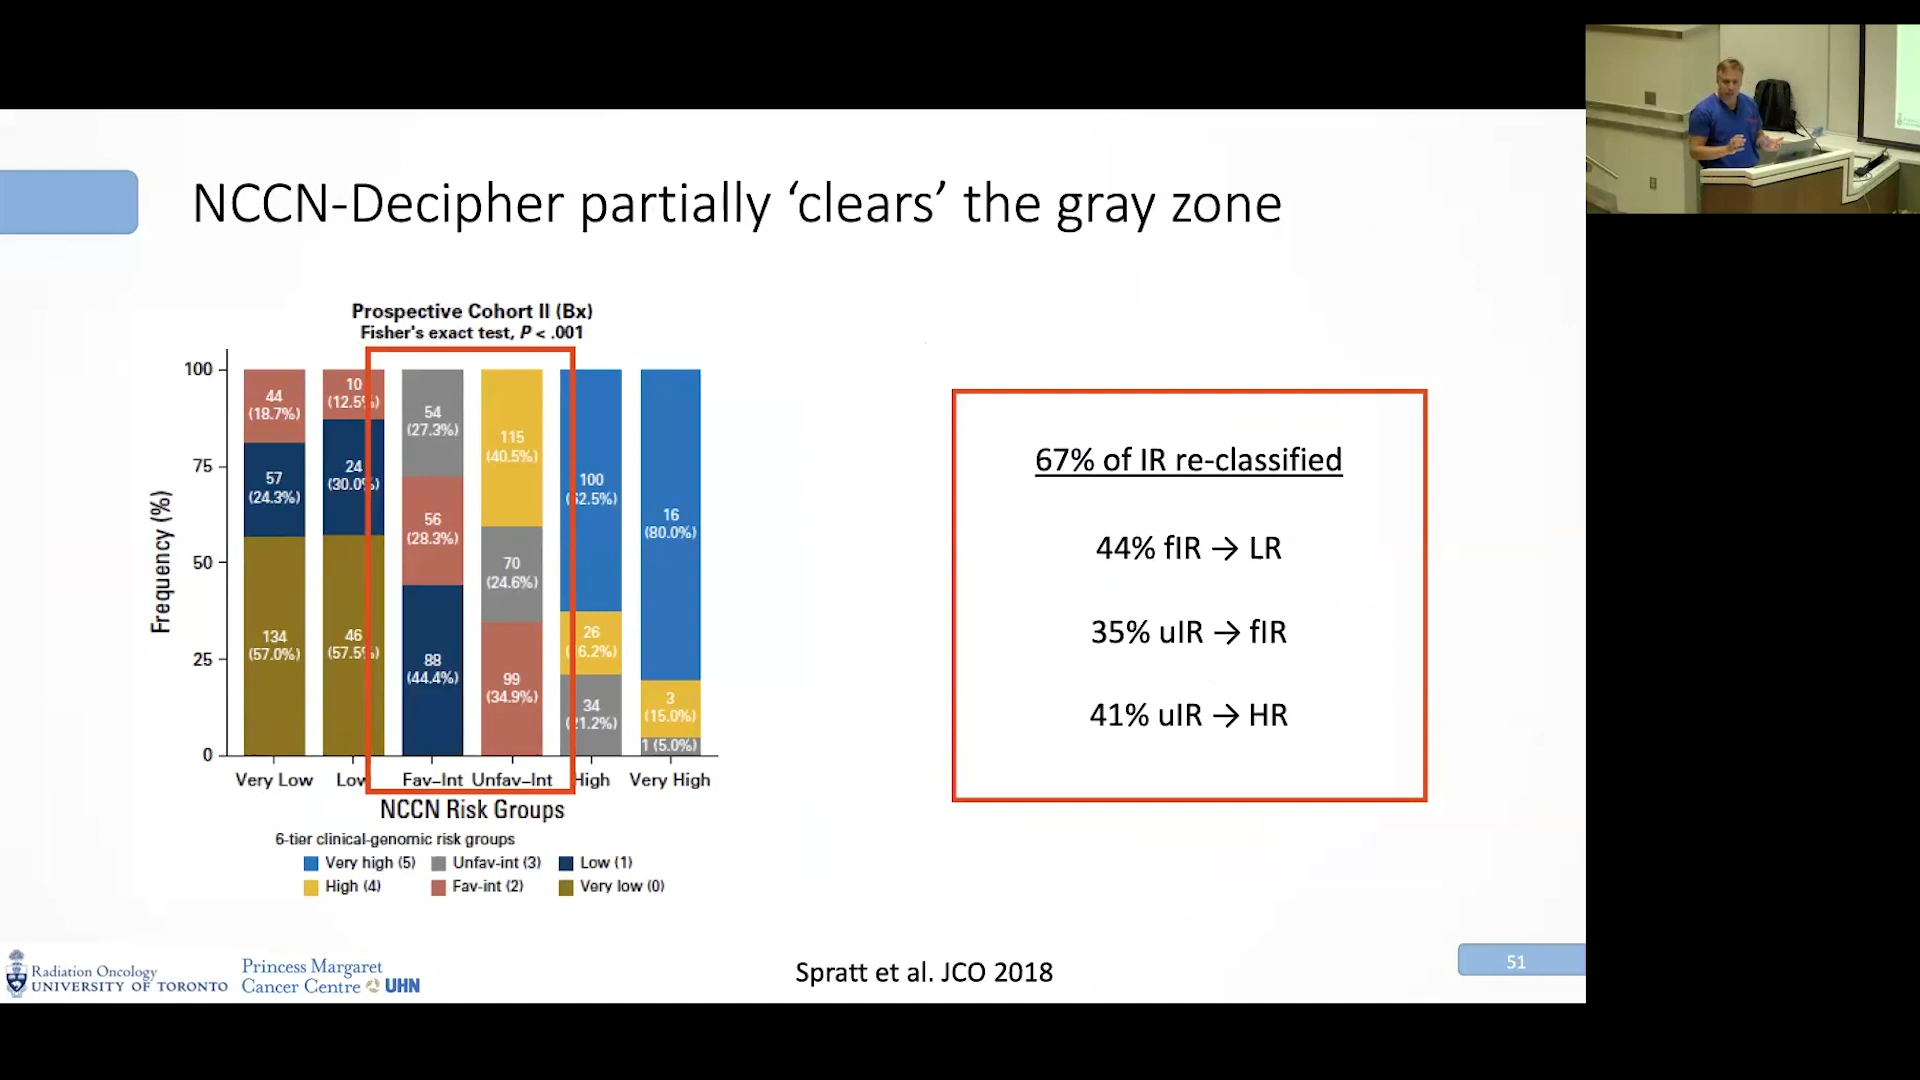 NCCN-Decipher partially ‘clears’ the gray zone
Prospective Cohort II (Bx)
Fisher's exact test, P < .001
Frequency (%)
100
75
50
25
0
44
(18.7%)
57
(24.3%)
134
(57.0%)
10
(12.5%)
24
(30.0%)
46
(57.5%)
54
(27.3%)
56
(28.3%)
88
(44.4%)
115
(40.5%)
70
(24.6%)
99
(34.9%)
100
(62.5%)
26
(16.2%)
34
(21.2%)
16
(80.0%)
3
(15.0%)
1 (5.0%)
Very Low Low Fav–Int Unfav–Int High Very High
NCCN Risk Groups
6-tier clinical-genomic risk groups
Very high (5) Unfav-int (3) Low (1)
High (4) Fav-int (2) Very low (0)
67% of IR re-classified
44% fIR → LR
35% uIR → fIR
41% uIR → HR
Radiation Oncology
UNIVERSITY OF TORONTO
Princess Margaret
Cancer Centre UHN
Spratt et al. JCO 2018
51